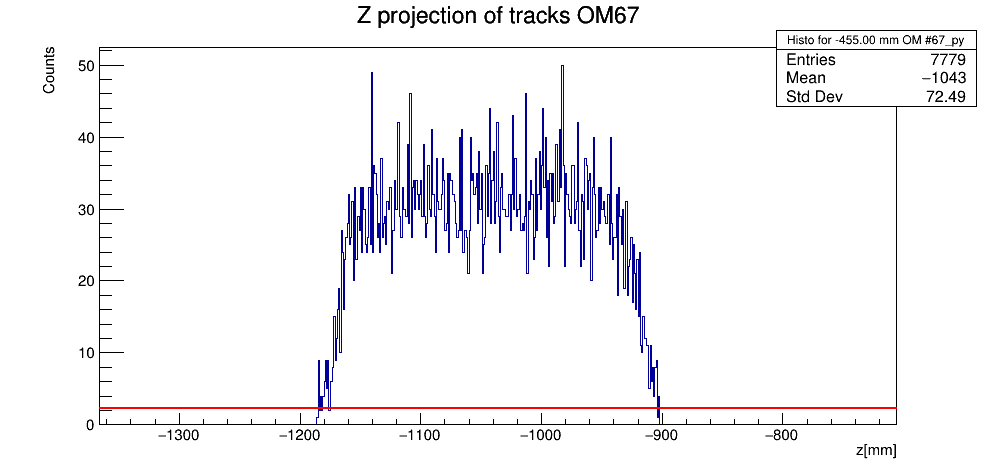 Z projection of tracks OM67
Histo for -455.00 mm OM #67_py
Entries 7779
Mean −1043
Std Dev 72.49
Counts
50
40
30
20
10
0
−1300 −1200 −1100 −1000 −900 −800
z[mm]